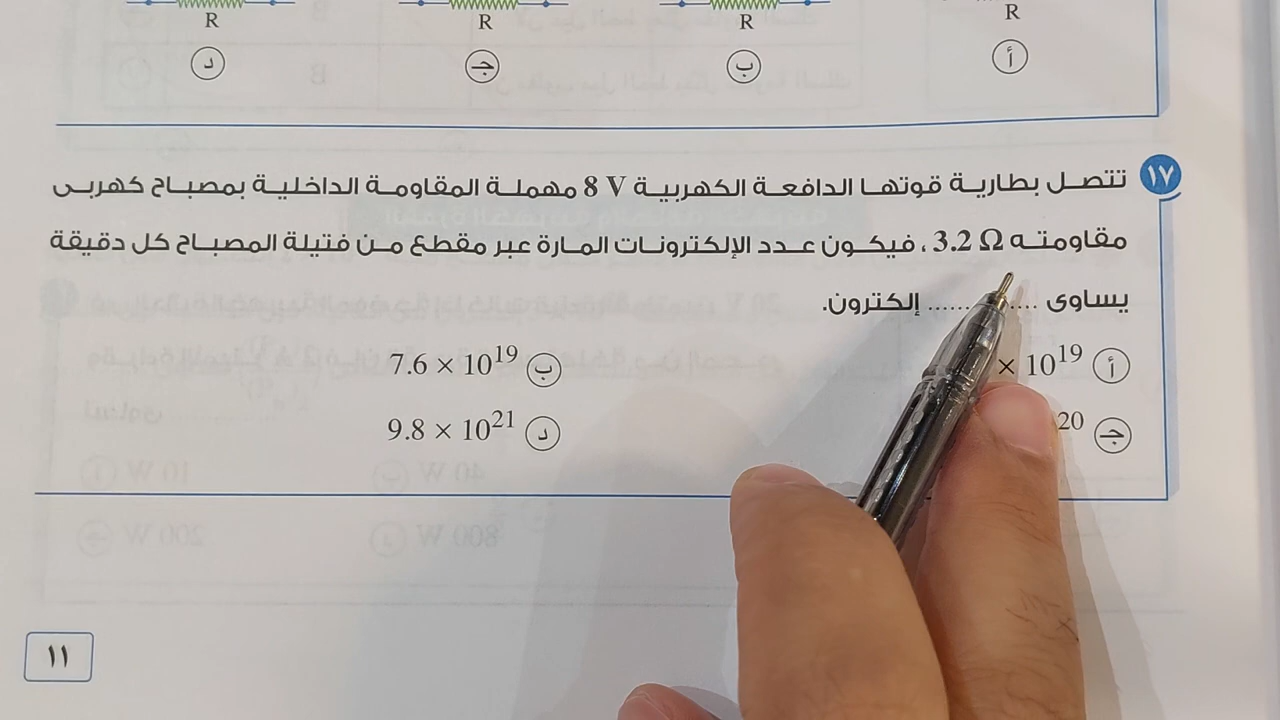 R R R R
أ ب جـ د
١٧ تتصل بطارية قوتها الدافعة الكهربية 8 V مهملة المقاومة الداخلية بمصباح كهربى
مقاومته 3.2 Ω ، فيكون عدد الإلكترونات المارة عبر مقطع من فتيلة المصباح كل دقيقة
يساوى .......... إلكترون.
أ × 10^19 ب 7.6 × 10^19
جـ 20 د 9.8 × 10^21
١١